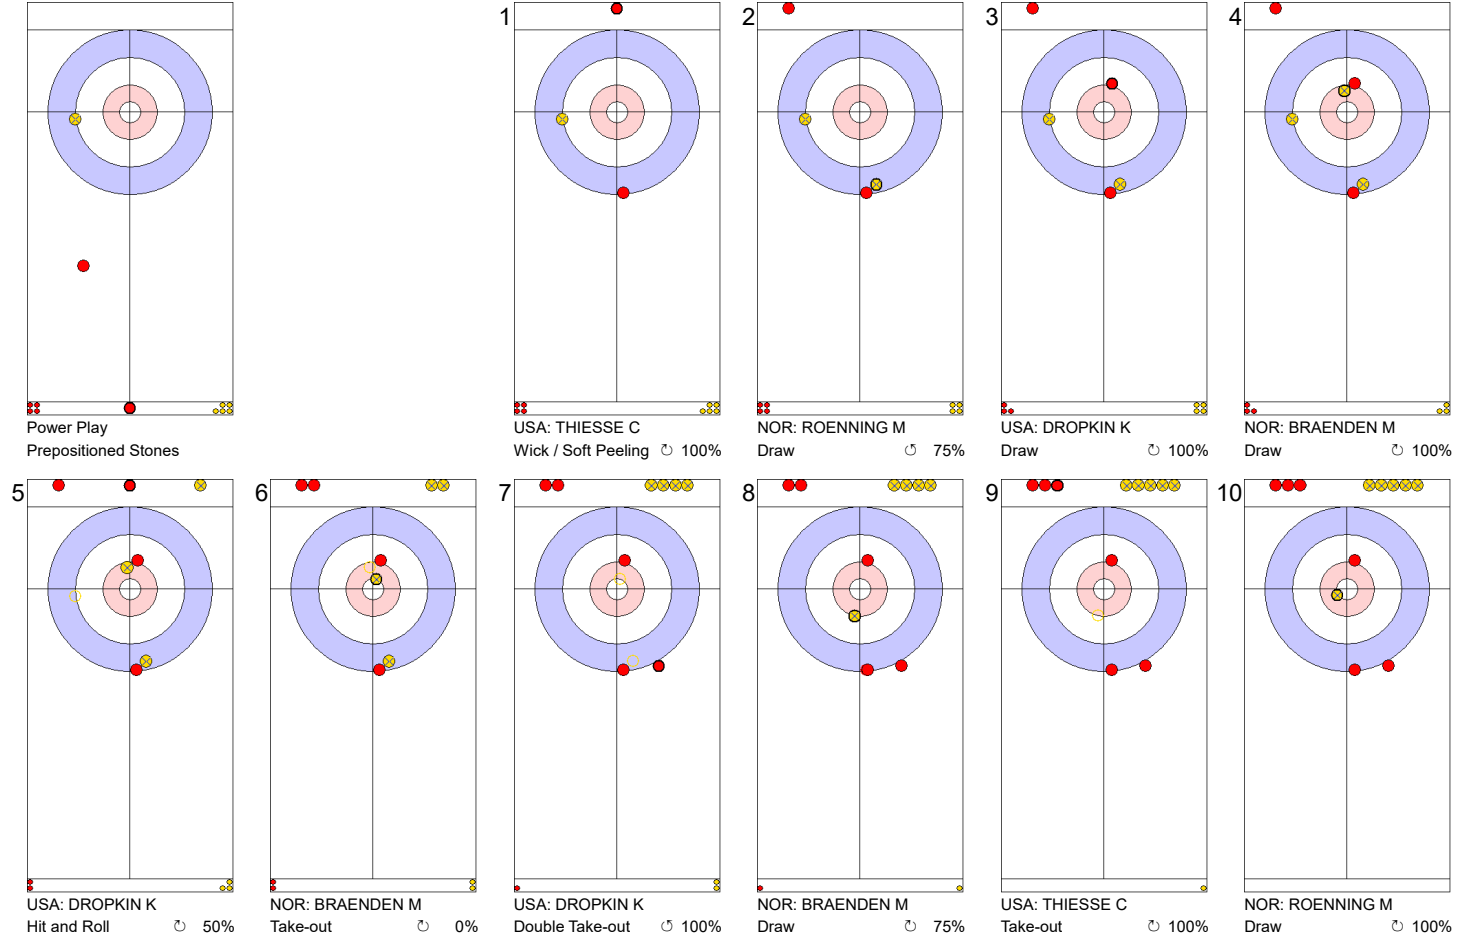 Power Play
Prepositioned Stones
1
USA: THIESSE C
Wick / Soft Peeling ↻ 100%
2
NOR: ROENNING M
Draw ↺ 75%
3
USA: DROPKIN K
Draw ↻ 100%
4
NOR: BRAENDEN M
Draw ↻ 100%
5
USA: DROPKIN K
Hit and Roll ↻ 50%
6
NOR: BRAENDEN M
Take-out ↻ 0%
7
USA: DROPKIN K
Double Take-out ↺ 100%
8
NOR: BRAENDEN M
Draw ↻ 75%
9
USA: THIESSE C
Take-out ↻ 100%
10
NOR: ROENNING M
Draw ↻ 100%